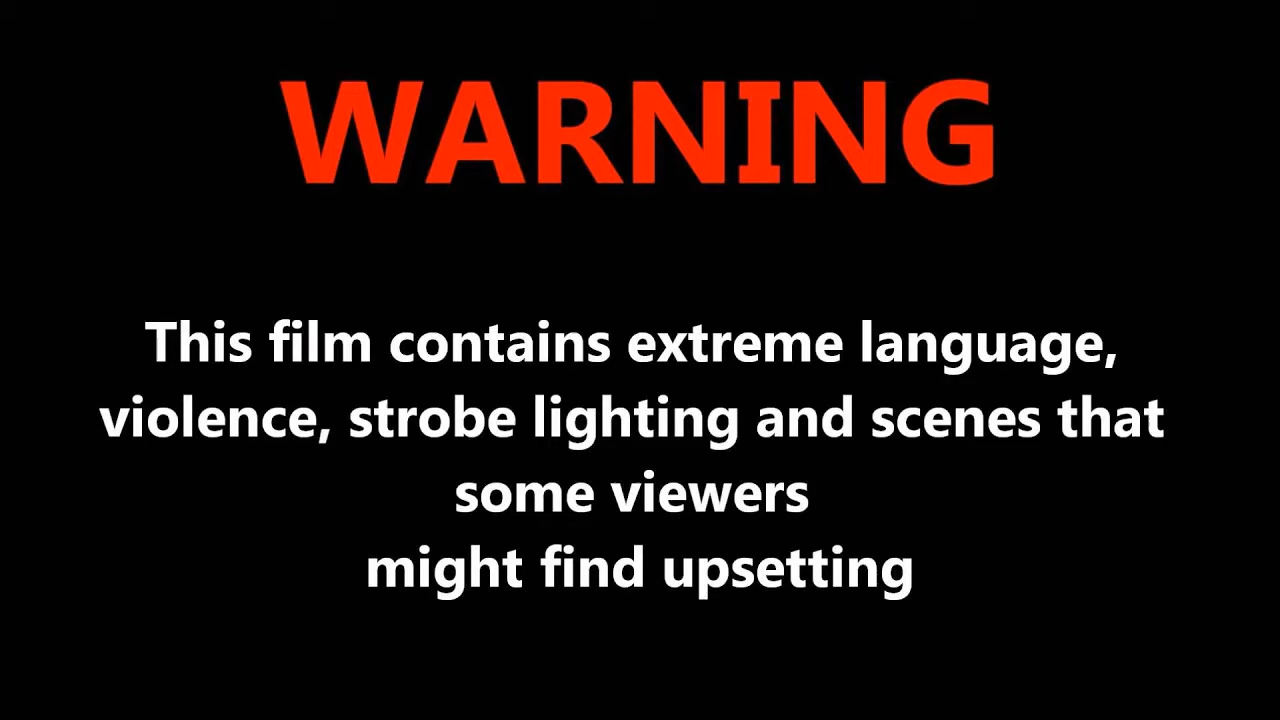 WARNING
This film contains extreme language,
violence, strobe lighting and scenes that
some viewers
might find upsetting